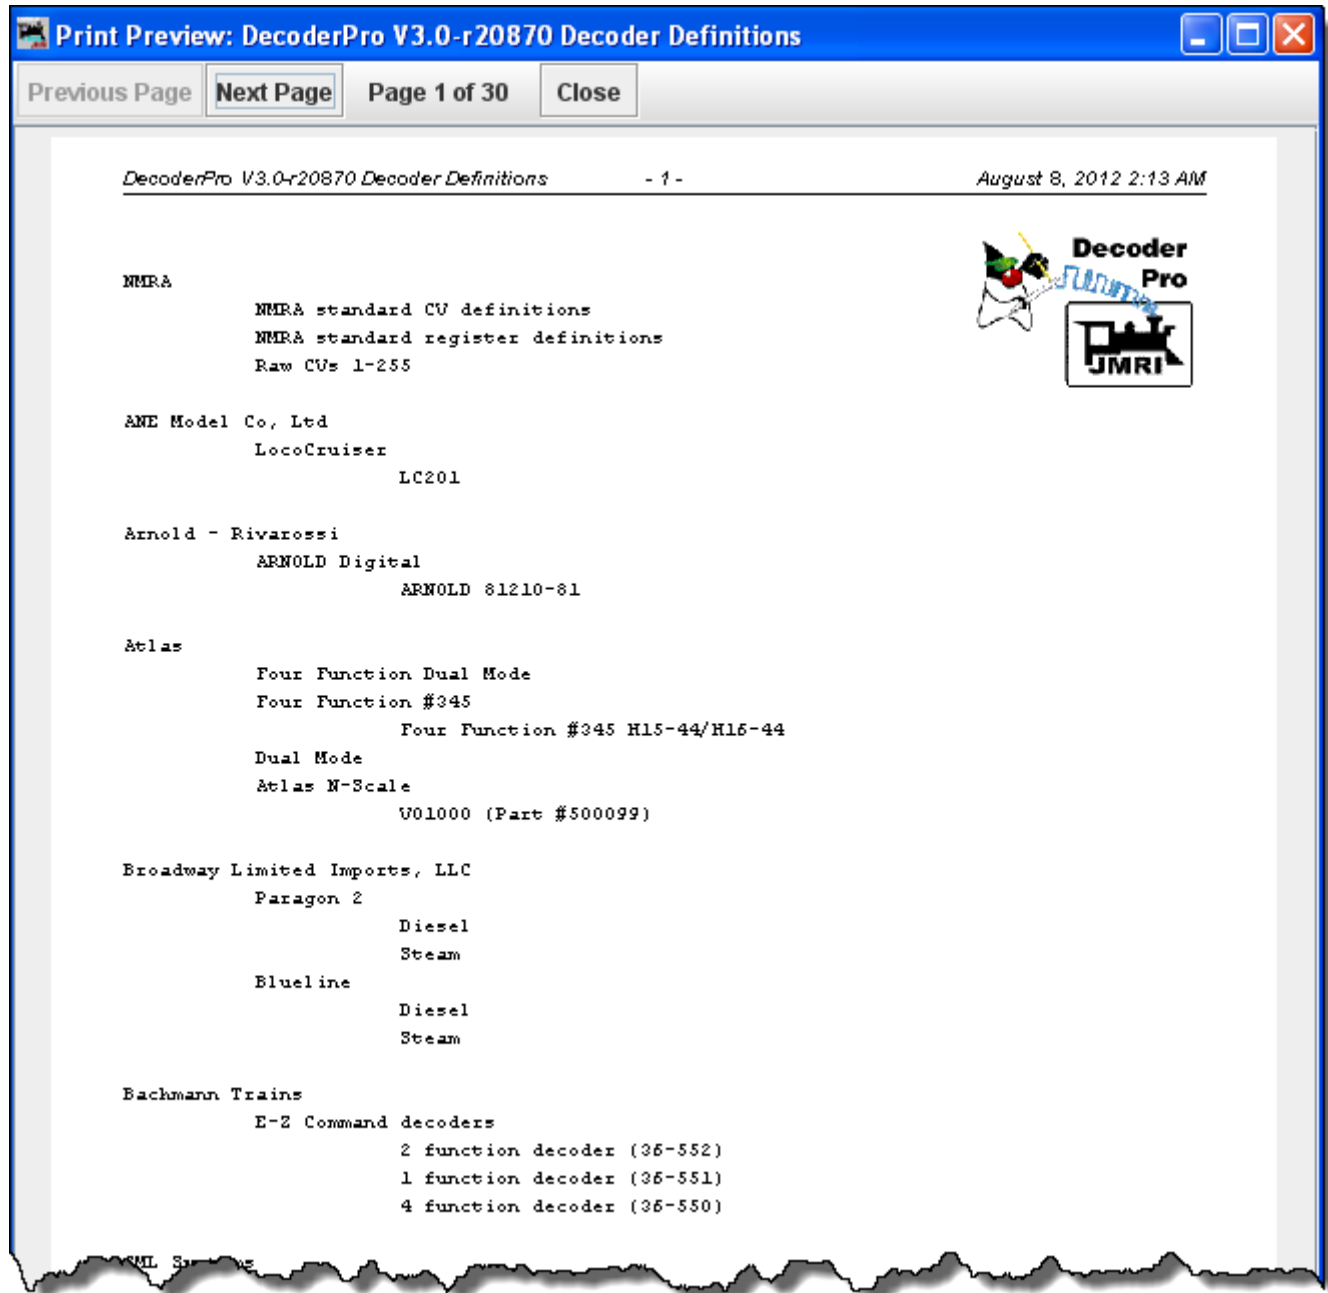 Print Preview: DecoderPro V3.0-r20870 Decoder Definitions
Previous Page Next Page Page 1 of 30 Close
DecoderPro V3.0-r20870 Decoder Definitions - 1 - August 8, 2012 2:13 AM
Decoder
Pro
JMRI
NMRA
NMRA standard CV definitions
NMRA standard register definitions
Raw CVs 1-255
ANE Model Co, Ltd
LocoCruiser
LC201
Arnold - Rivarossi
ARNOLD Digital
ARNOLD 81210-81
Atlas
Four Function Dual Mode
Four Function #345
Four Function #345 H15-44/H16-44
Dual Mode
Atlas N-Scale
VO1000 (Part #500099)
Broadway Limited Imports, LLC
Paragon 2
Diesel
Steam
Blueline
Diesel
Steam
Bachmann Trains
E-Z Command decoders
2 function decoder (36-552)
1 function decoder (36-551)
4 function decoder (36-550)